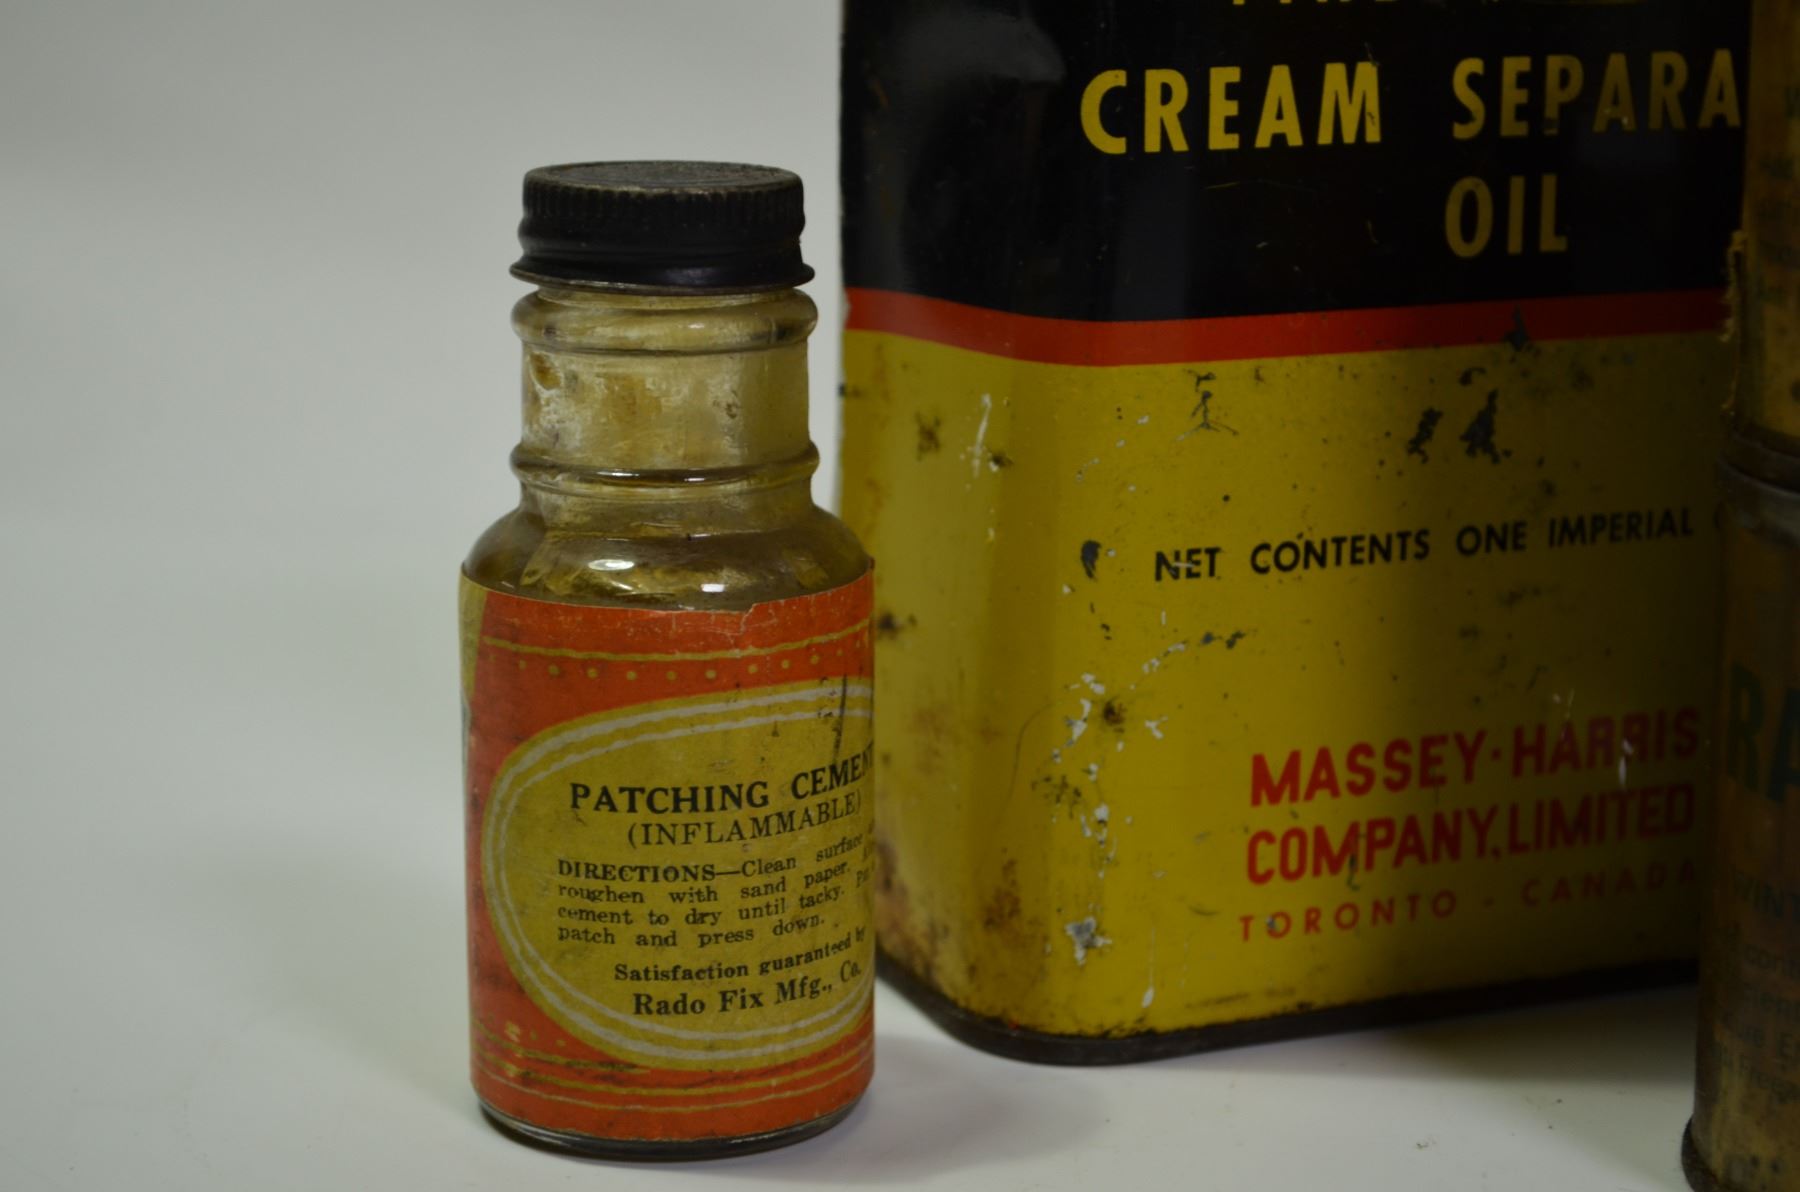 PATCHING CEMENT
(INFLAMMABLE)
DIRECTIONS—Clean surface
roughen with sand paper.
cement to dry until tacky.
patch and press down.
Satisfaction guaranteed by
Rado Fix Mfg., Co.
CREAM SEPARA
OIL
NET CONTENTS ONE IMPERIAL
MASSEY-HARRIS
COMPANY, LIMITED
TORONTO - CANADA
RA